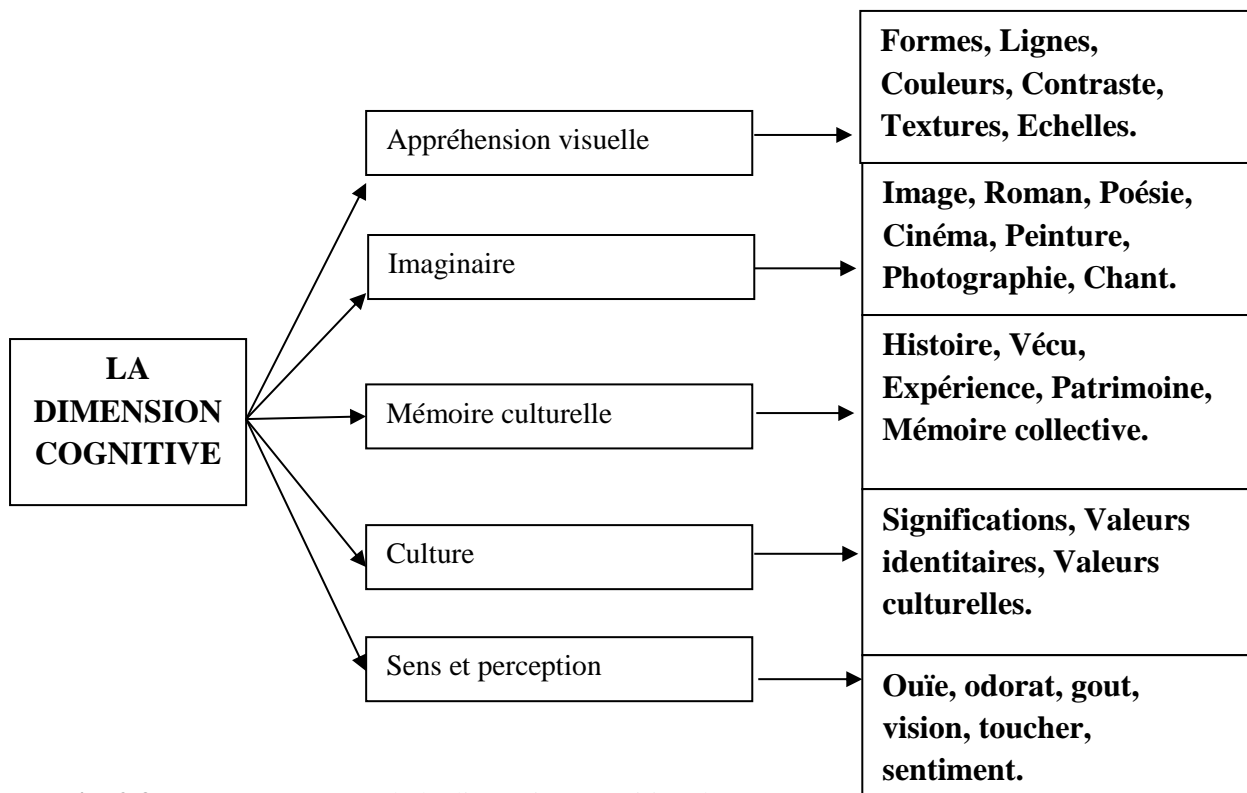 Formes, Lignes,
Couleurs, Contraste,
Textures, Echelles.
Appréhension visuelle
Image, Roman, Poésie,
Cinéma, Peinture,
Photographie, Chant.
Imaginaire
LA
DIMENSION
COGNITIVE
Histoire, Vécu,
Expérience, Patrimoine,
Mémoire collective.
Mémoire culturelle
Significations, Valeurs
identitaires, Valeurs
culturelles.
Culture
Sens et perception
Ouïe, odorat, gout,
vision, toucher,
sentiment.